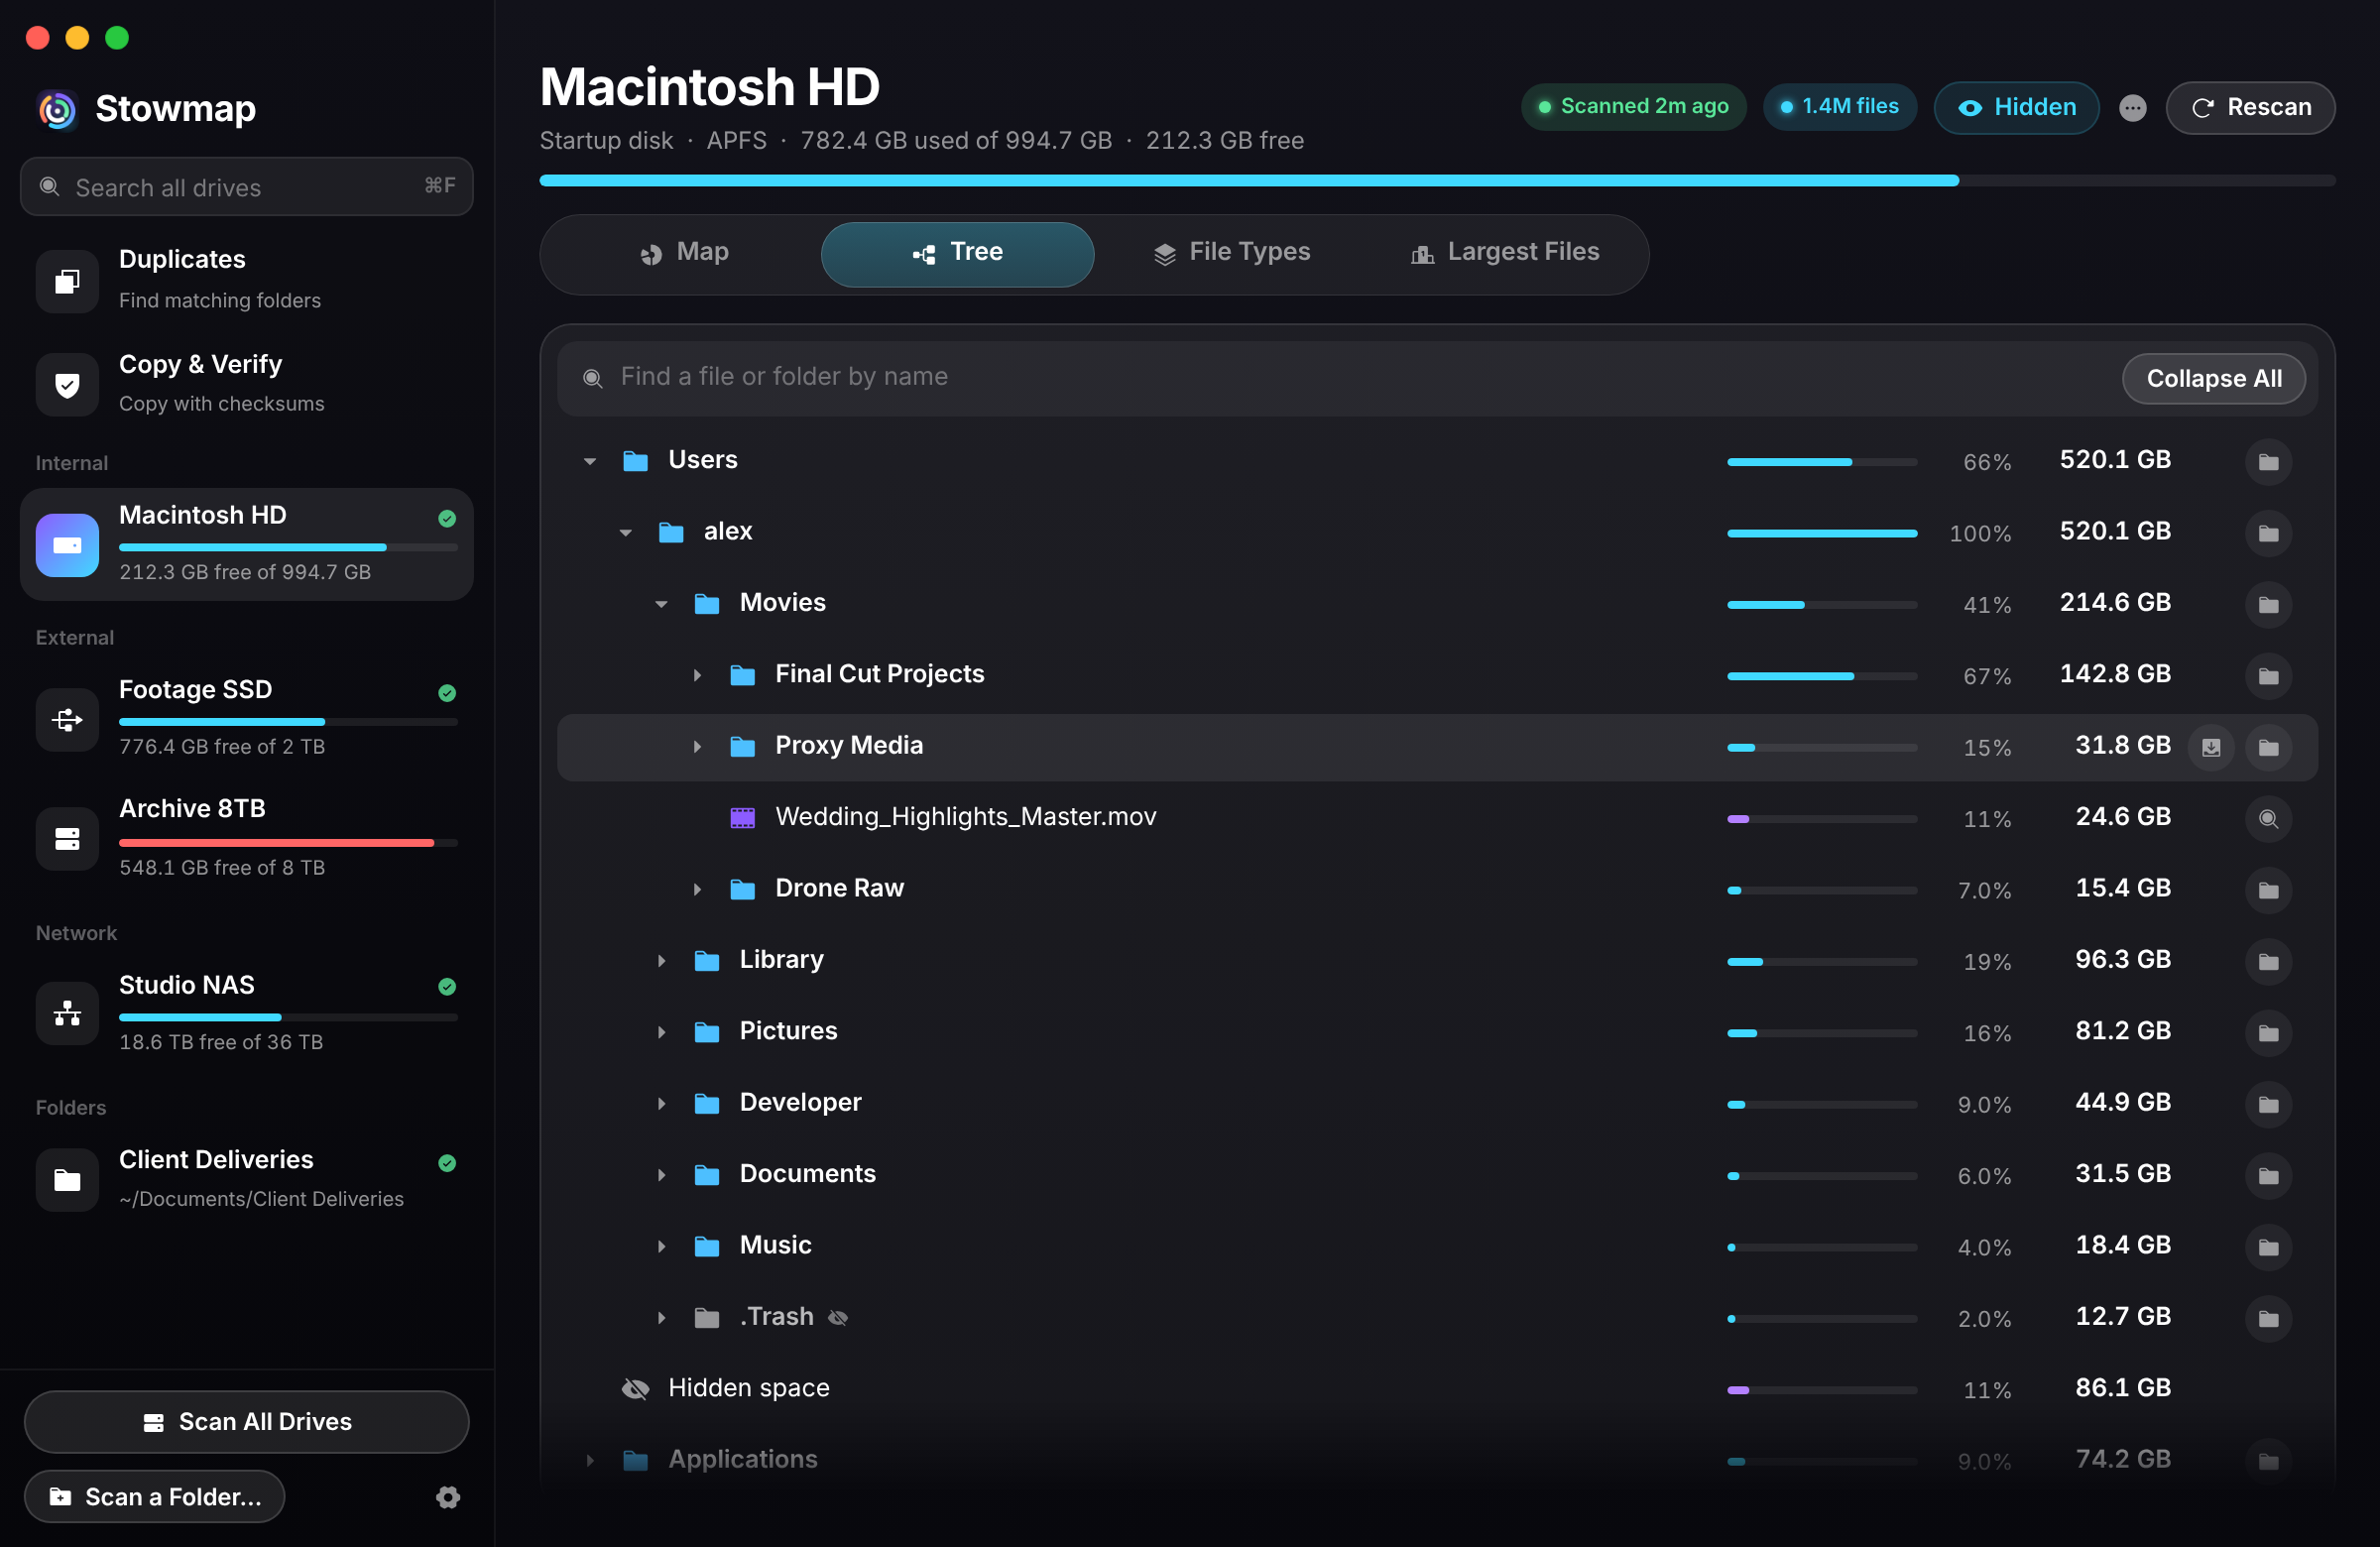 Stowmap
Search all drives ⌘F
Duplicates
Find matching folders
Copy & Verify
Copy with checksums
Internal
Macintosh HD
212.3 GB free of 994.7 GB
External
Footage SSD
776.4 GB free of 2 TB
Archive 8TB
548.1 GB free of 8 TB
Network
Studio NAS
18.6 TB free of 36 TB
Folders
Client Deliveries
~/Documents/Client Deliveries
Scan All Drives
Scan a Folder...
Macintosh HD
Startup disk · APFS · 782.4 GB used of 994.7 GB · 212.3 GB free
Scanned 2m ago
1.4M files
Hidden
Rescan
Map
Tree
File Types
Largest Files
Find a file or folder by name
Collapse All
Users 66% 520.1 GB
alex 100% 520.1 GB
Movies 41% 214.6 GB
Final Cut Projects 67% 142.8 GB
Proxy Media 15% 31.8 GB
Wedding_Highlights_Master.mov 11% 24.6 GB
Drone Raw 7.0% 15.4 GB
Library 19% 96.3 GB
Pictures 16% 81.2 GB
Developer 9.0% 44.9 GB
Documents 6.0% 31.5 GB
Music 4.0% 18.4 GB
.Trash 2.0% 12.7 GB
Hidden space 11% 86.1 GB
Applications 9.0% 74.2 GB